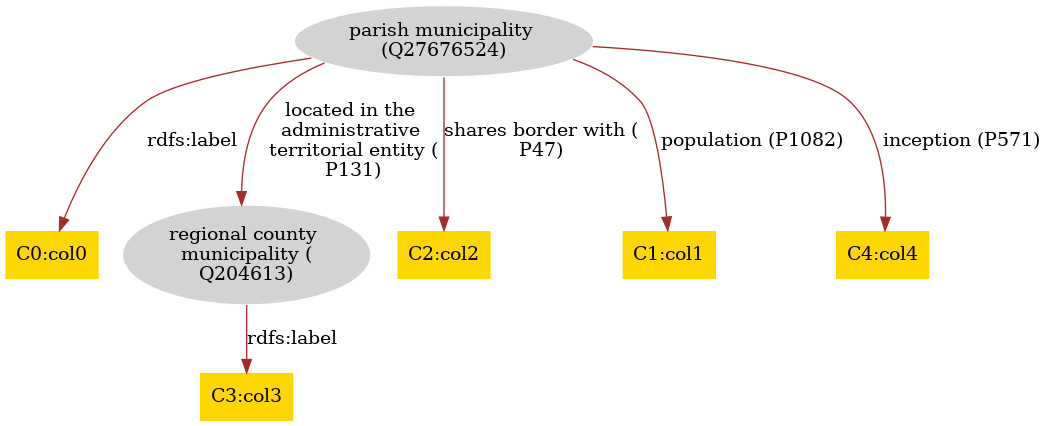 parish municipality
(Q27676524)
rdfs:label
located in the
administrative
territorial entity (
P131)
shares border with (
P47)
population (P1082)
inception (P571)
C0:col0
regional county
municipality (
Q204613)
C2:col2
C1:col1
C4:col4
rdfs:label
C3:col3